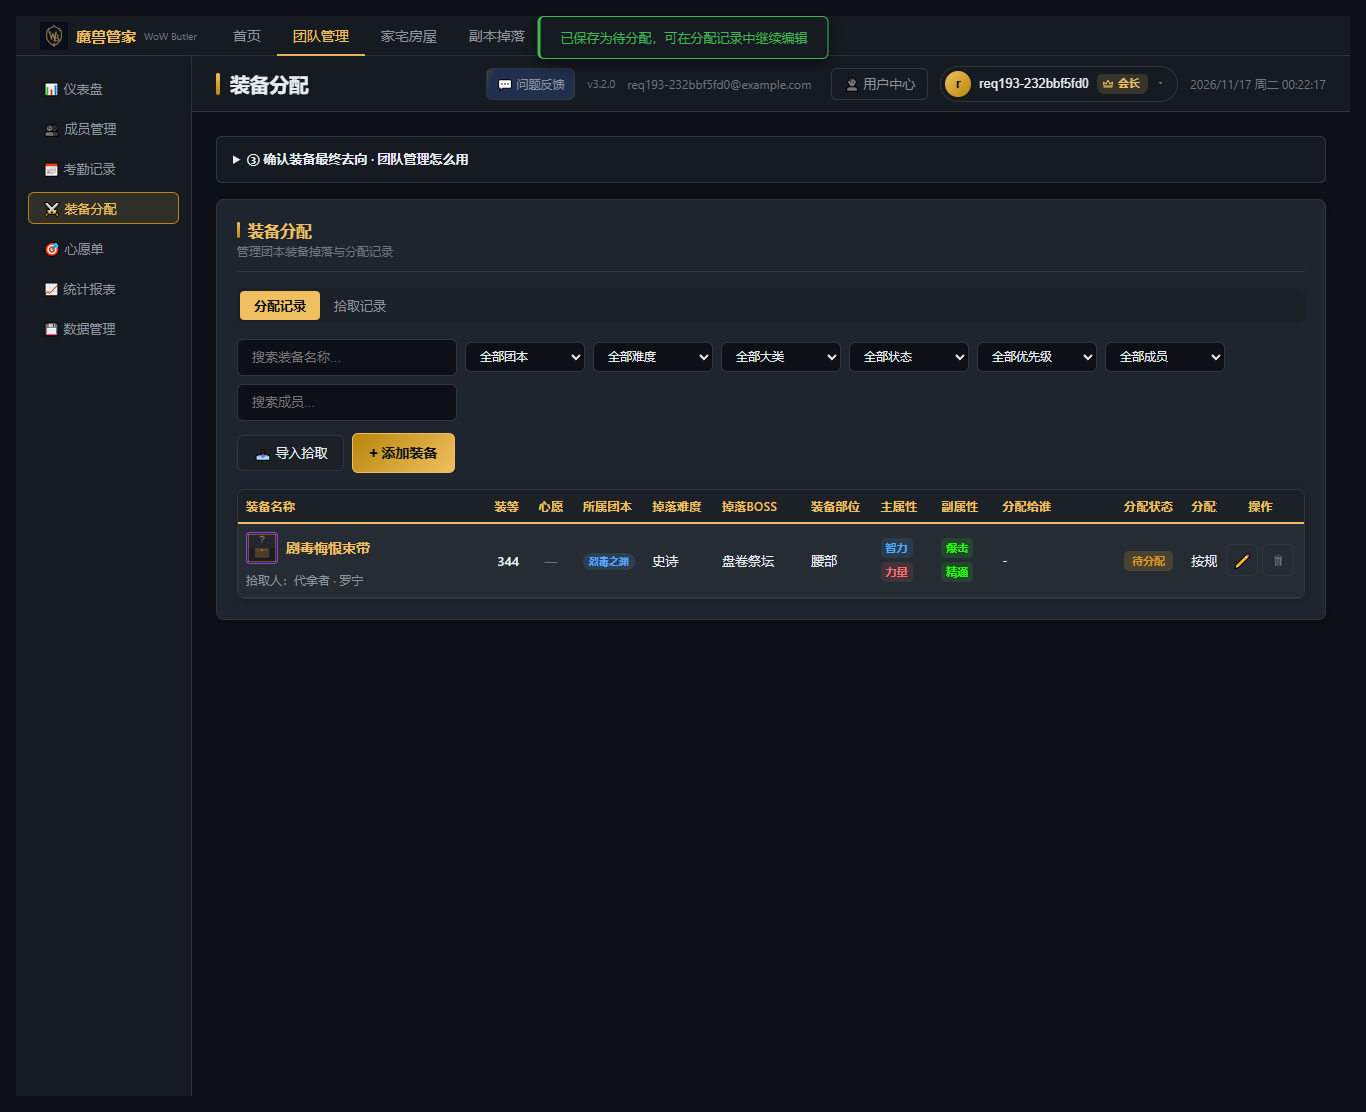 魔兽管家 WoW Butler 首页 团队管理 家宅房屋 副本掉落
已保存为待分配，可在分配记录中继续编辑
仪表盘
成员管理
考勤记录
装备分配
心愿单
统计报表
数据管理
装备分配
问题反馈 v3.2.0 req193-232bbf5fd0@example.com 用户中心 r req193-232bbf5fd0 会长 2026/11/17 周二 00:22:17
▶ ③ 确认装备最终去向 · 团队管理怎么用
装备分配
管理团本装备掉落与分配记录
分配记录 拾取记录
搜索装备名称... 全部团本 全部难度 全部大类 全部状态 全部优先级 全部成员
搜索成员...
导入拾取 + 添加装备
装备名称 装等 心愿 所属团本 掉落难度 掉落BOSS 装备部位 主属性 副属性 分配给谁 分配状态 分配 操作
剧毒悔恨束带 344 — 烈毒之渊 史诗 盘卷祭坛 腰部 智力 力量 爆击 精通 - 待分配 按规
拾取人：代拿者 · 罗宁